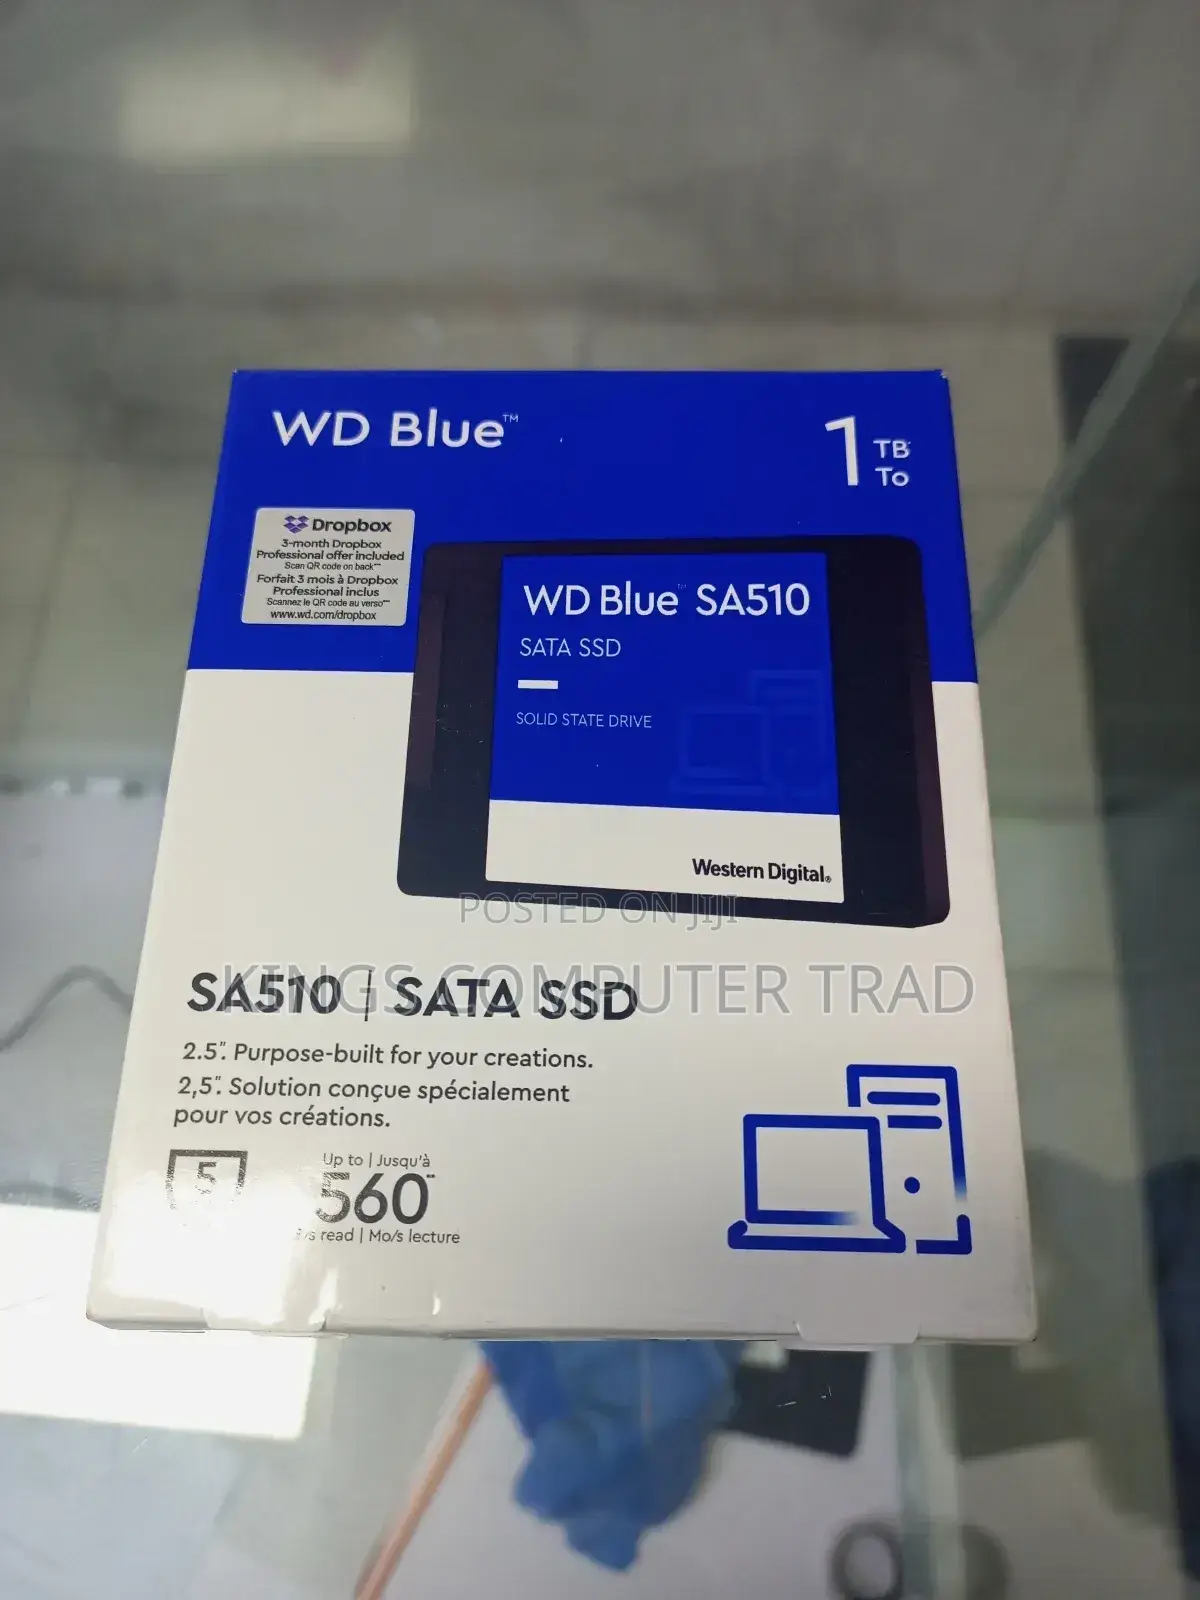 WD Blue™
1 TB
To
Dropbox
3-month Dropbox
Professional offer included
Scan QR code on back
Forfait 3 mois à Dropbox
Professional inclus
Scannez le QR code au verso
www.wd.com/dropbox
WD Blue™ SA510
SATA SSD
SOLID STATE DRIVE
Western Digital®
POSTED ON JIJI
KINGS COMPUTER TRAD
SA510 | SATA SSD
2.5". Purpose-built for your creations.
2,5". Solution conçue spécialement
pour vos créations.
5
Up to | Jusqu'à
560
read | Mo/s lecture